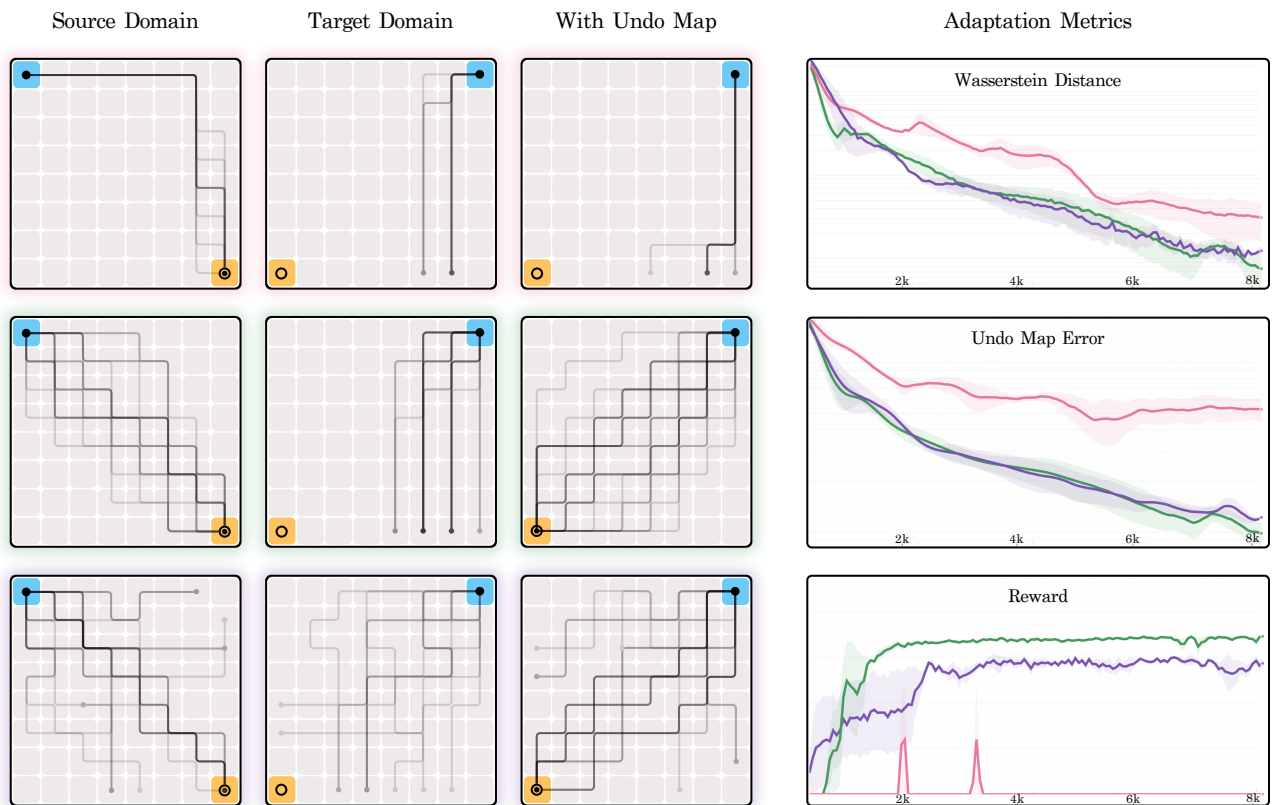 Source Domain
Target Domain
With Undo Map
Adaptation Metrics
Wasserstein Distance
2k
4k
6k
8k
Undo Map Error
2k
4k
6k
8k
Reward
2k
4k
6k
8k